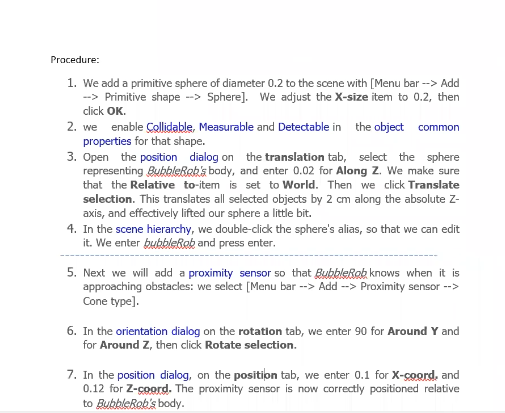 Procedure:
1. We add a primitive sphere of diameter 0.2 to the scene with [Menu bar --> Add
--> Primitive shape --> Sphere]. We adjust the X-size item to 0.2, then
click OK.
2. we enable Collidable, Measurable and Detectable in the object common
properties for that shape.
3. Open the position dialog on the translation tab, select the sphere
representing BubbleRob's body, and enter 0.02 for Along Z. We make sure
that the Relative to-item is set to World. Then we click Translate
selection. This translates all selected objects by 2 cm along the absolute Z-
axis, and effectively lifted our sphere a little bit.
4. In the scene hierarchy, we double-click the sphere's alias, so that we can edit
it. We enter bubbleRob and press enter.
5. Next we will add a proximity sensor so that BubbleRob knows when it is
approaching obstacles: we select [Menu bar --> Add --> Proximity sensor -->
Cone type].
6. In the orientation dialog on the rotation tab, we enter 90 for Around Y and
for Around Z, then click Rotate selection.
7. In the position dialog, on the position tab, we enter 0.1 for X-coord, and
0.12 for Z-coord. The proximity sensor is now correctly positioned relative
to BubbleRob's body.